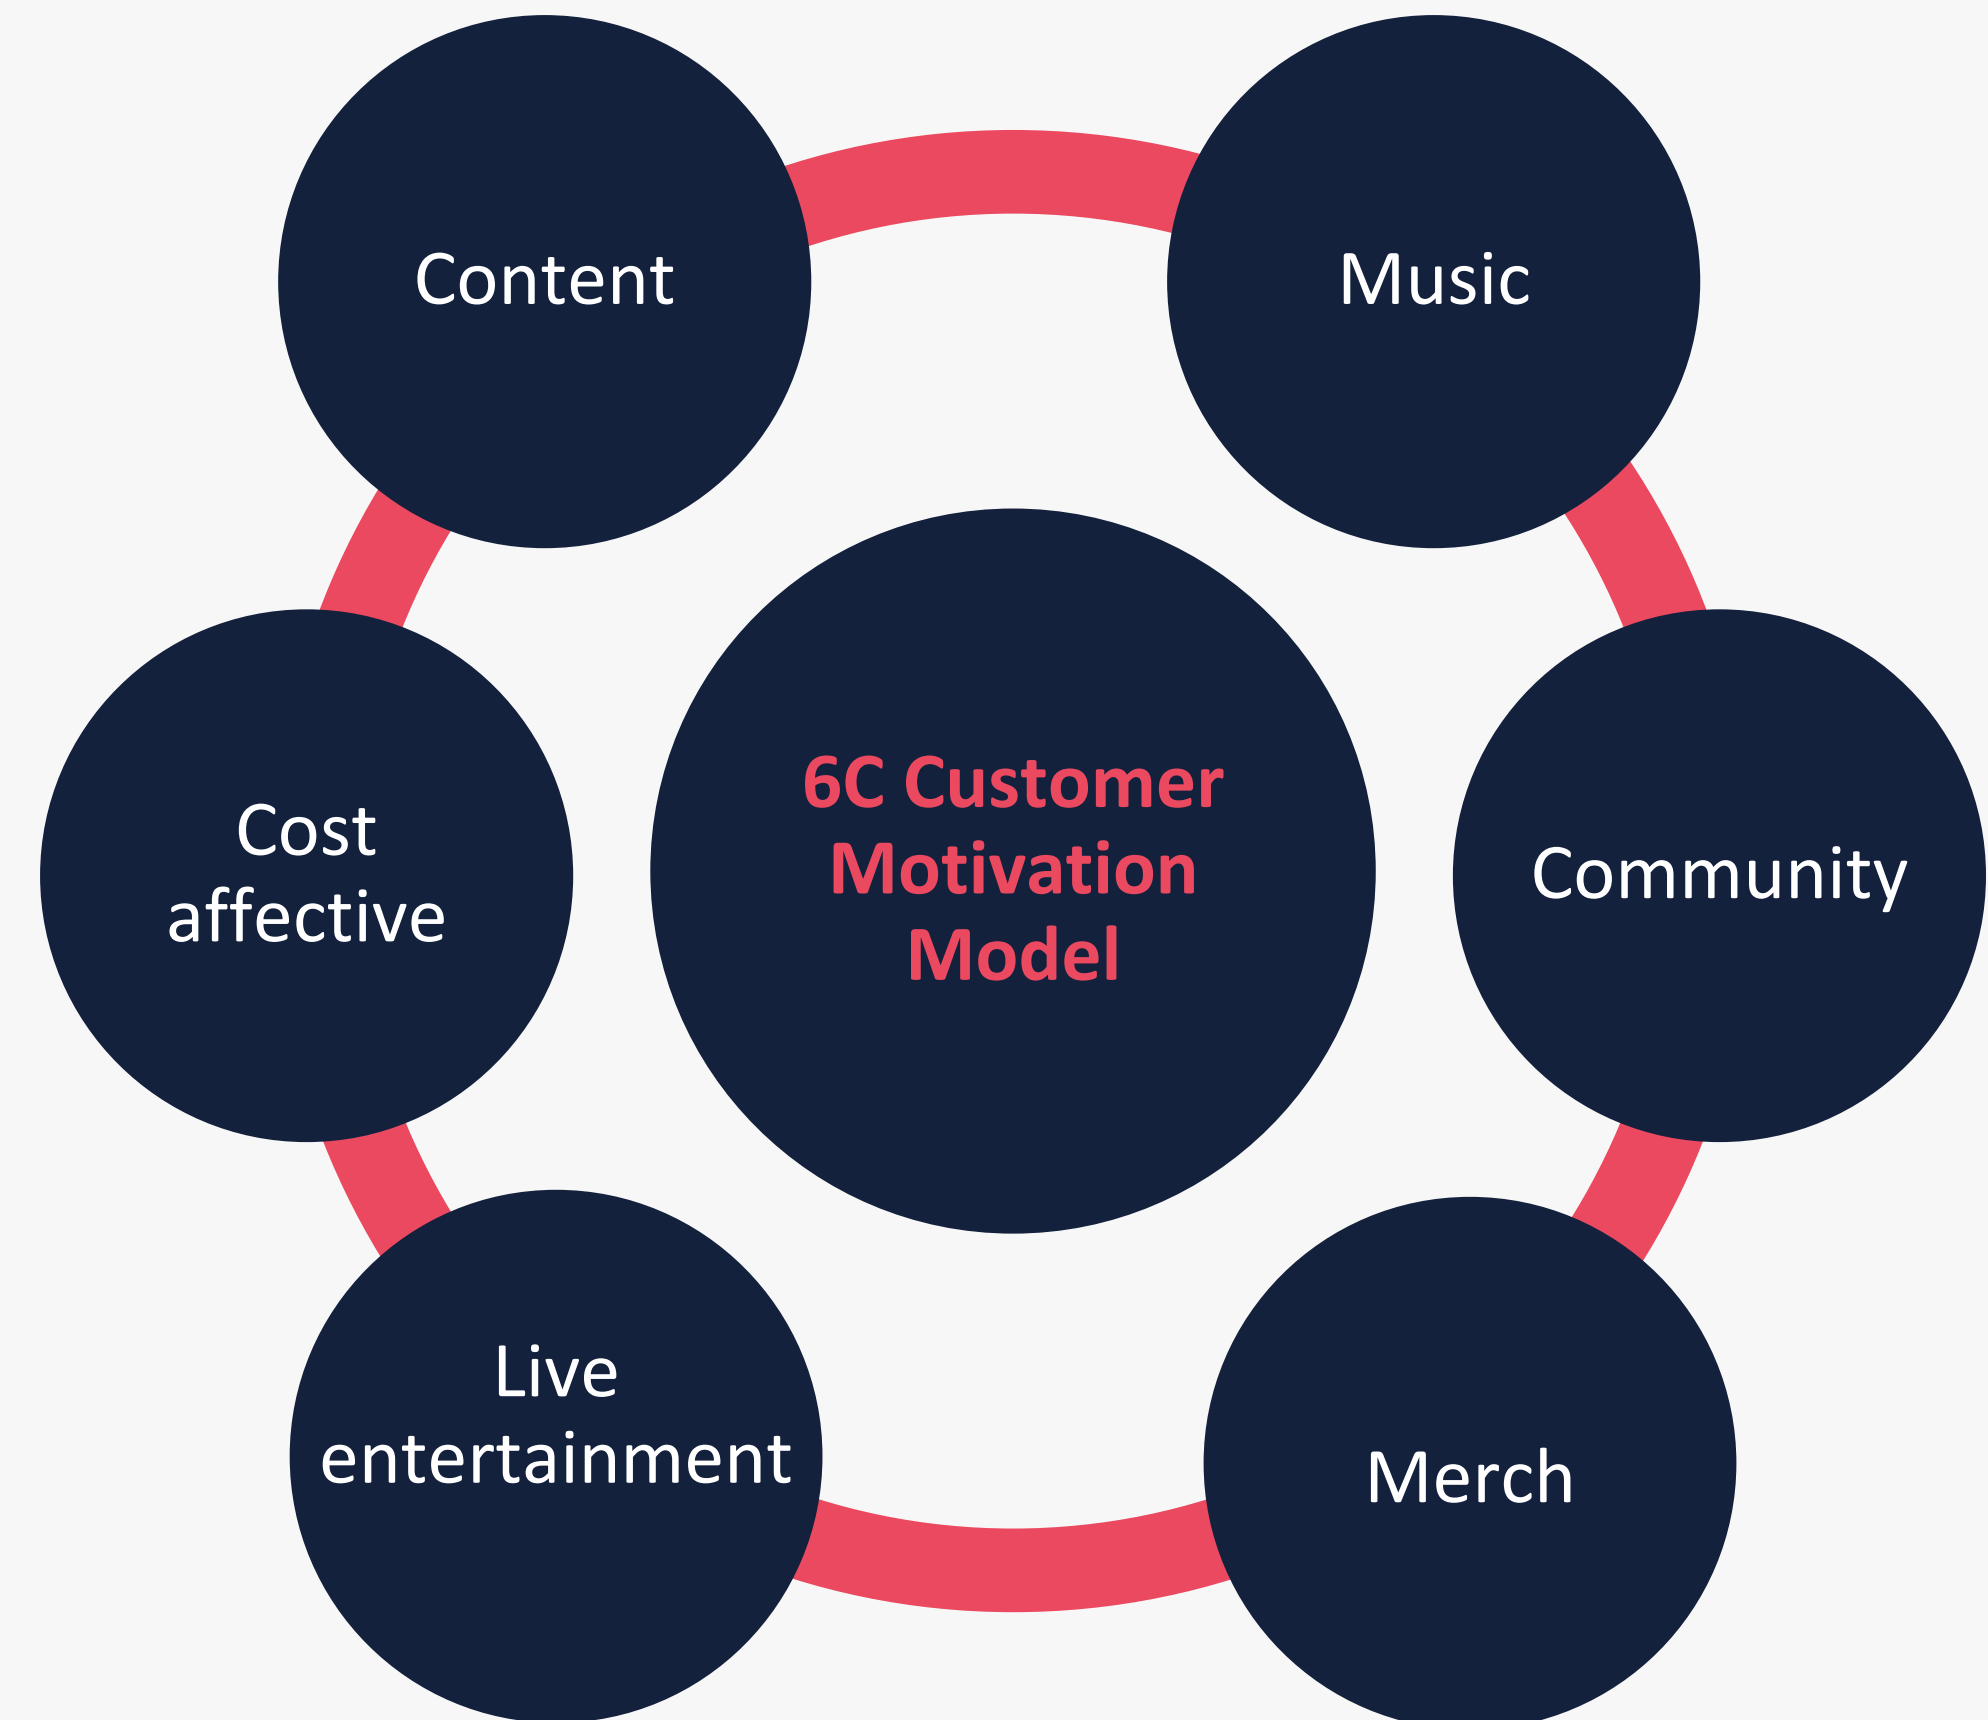 Content
Music
Cost
affective
6C Customer
Motivation
Model
Community
Live
entertainment
Merch